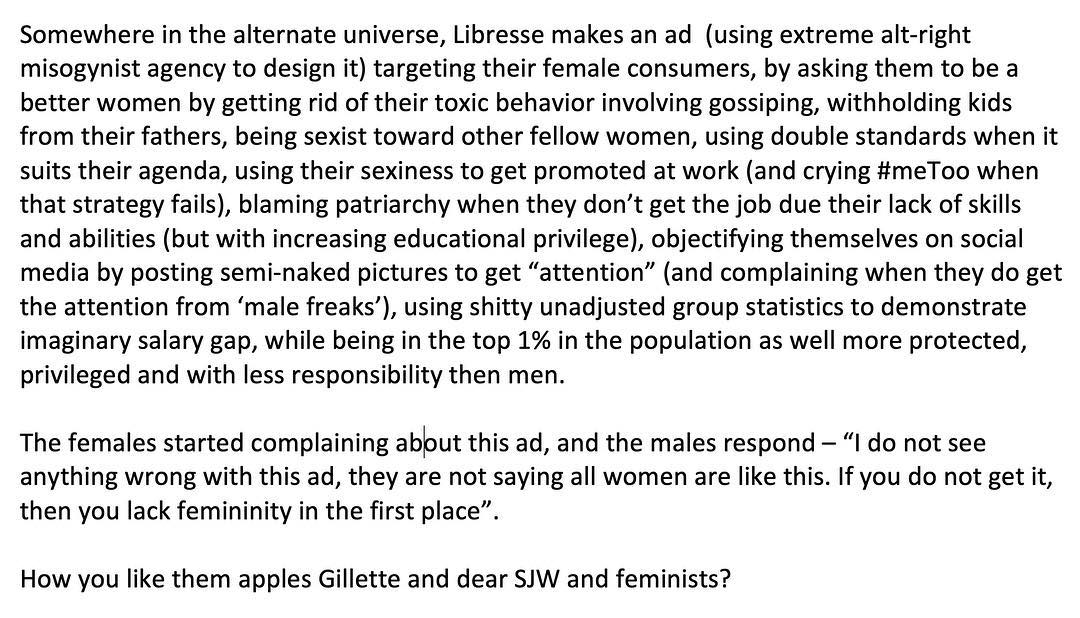 Somewhere in the alternate universe, Libresse makes an ad  (using extreme alt-right
misogynist agency to design it) targeting their female consumers, by asking them to be a
better women by getting rid of their toxic behavior involving gossiping, withholding kids
from their fathers, being sexist toward other fellow women, using double standards when it
suits their agenda, using their sexiness to get promoted at work (and crying #meToo when
that strategy fails), blaming patriarchy when they don’t get the job due their lack of skills
and abilities (but with increasing educational privilege), objectifying themselves on social
media by posting semi-naked pictures to get “attention” (and complaining when they do get
the attention from ‘male freaks’), using shitty unadjusted group statistics to demonstrate
imaginary salary gap, while being in the top 1% in the population as well more protected,
privileged and with less responsibility then men.

The females started complaining about this ad, and the males respond – “I do not see
anything wrong with this ad, they are not saying all women are like this. If you do not get it,
then you lack femininity in the first place”.

How you like them apples Gillette and dear SJW and feminists?